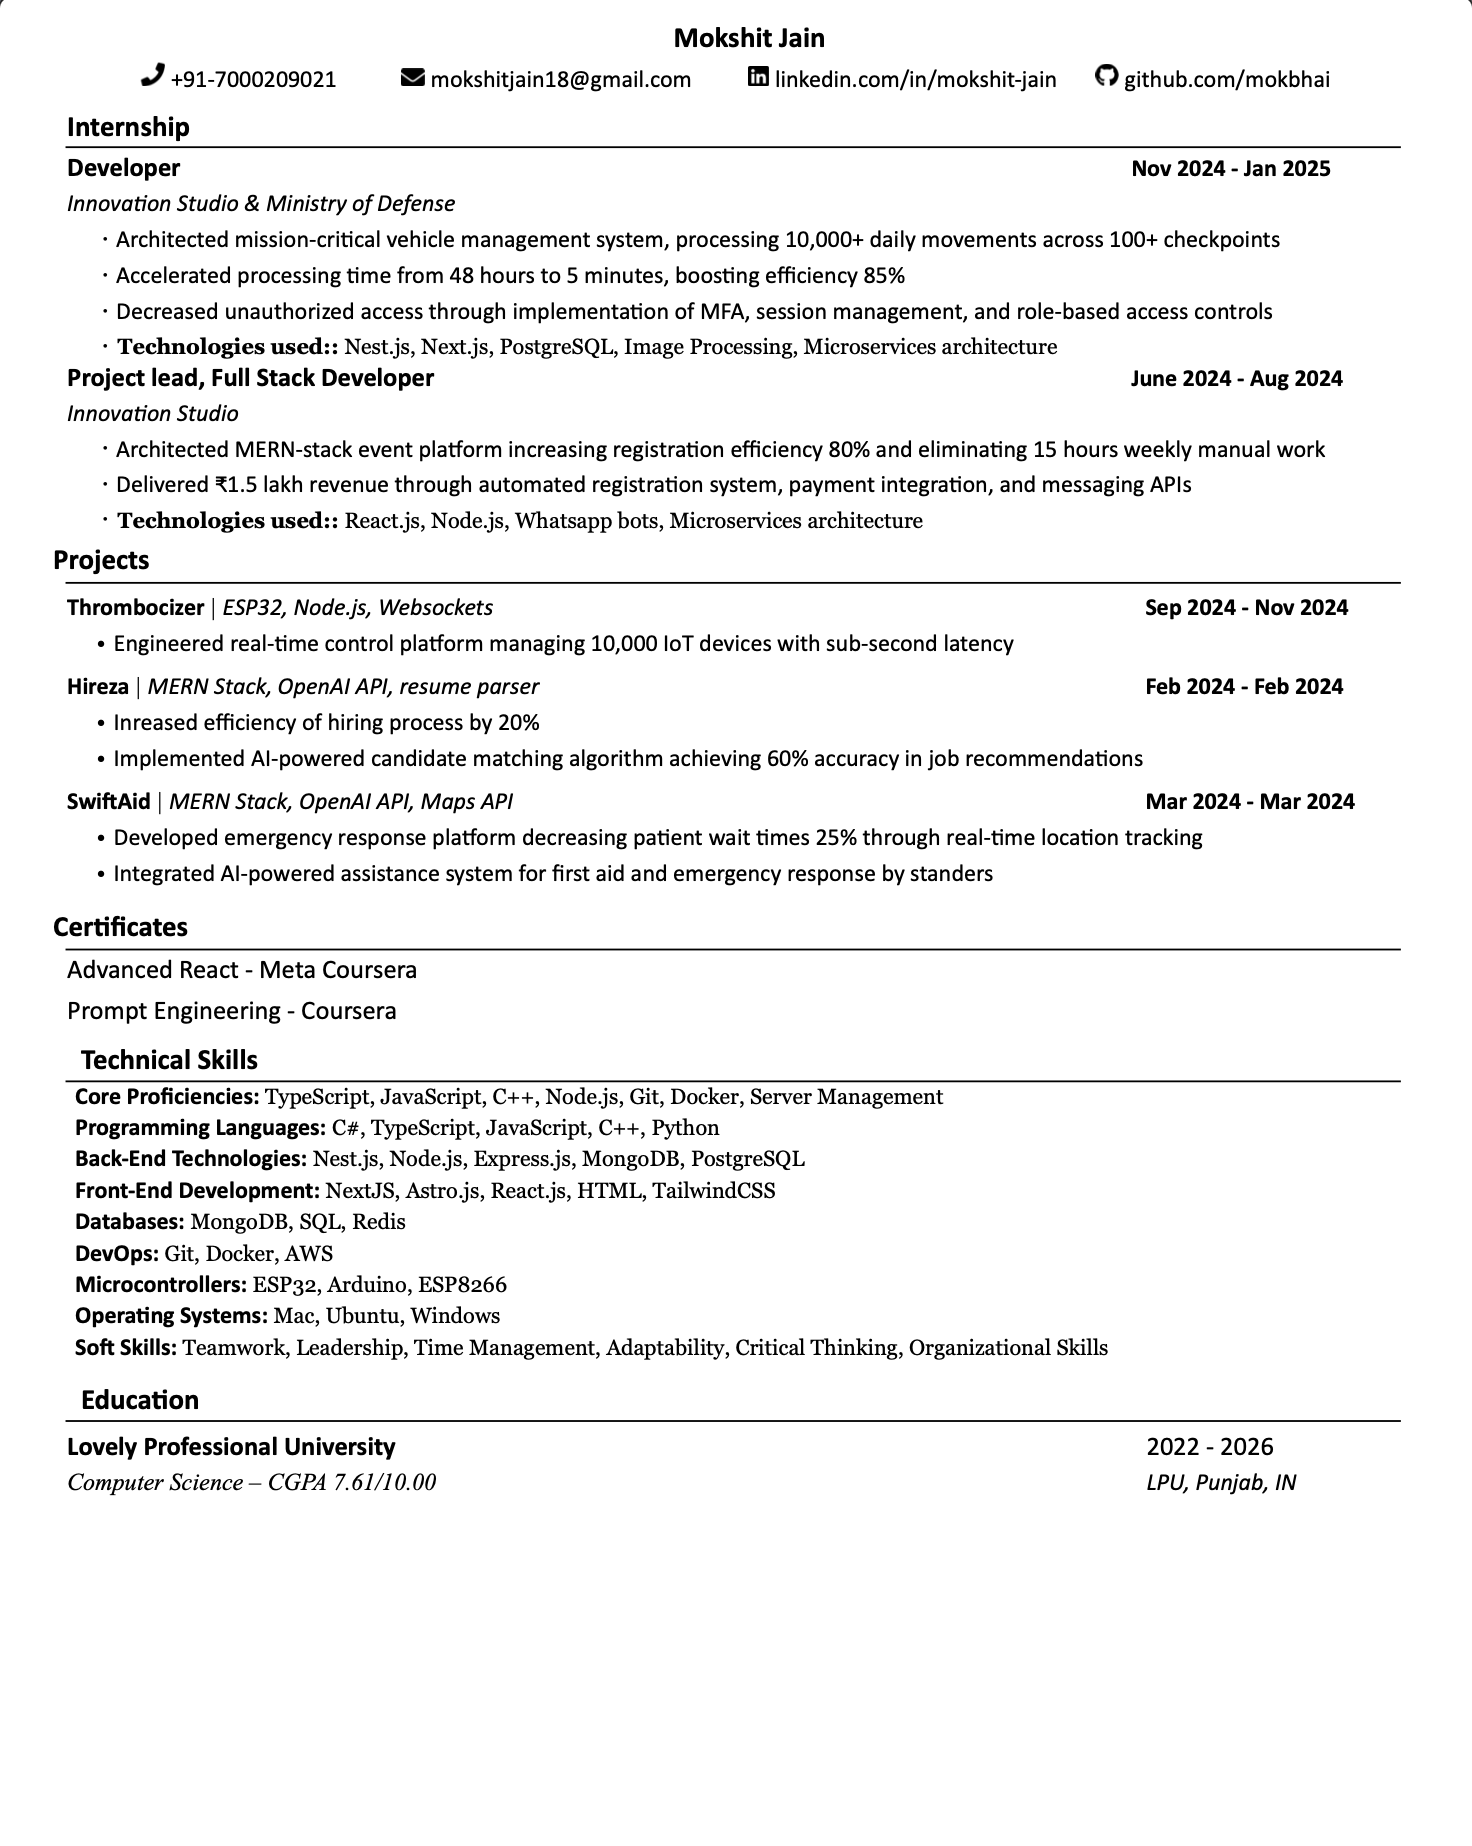 Mokshit Jain
+91-7000209021 mokshitjain18@gmail.com linkedin.com/in/mokshit-jain github.com/mokbhai
Internship
Developer Nov 2024 - Jan 2025
Innovation Studio & Ministry of Defense
· Architected mission-critical vehicle management system, processing 10,000+ daily movements across 100+ checkpoints
· Accelerated processing time from 48 hours to 5 minutes, boosting efficiency 85%
· Decreased unauthorized access through implementation of MFA, session management, and role-based access controls
· Technologies used:: Nest.js, Next.js, PostgreSQL, Image Processing, Microservices architecture
Project lead, Full Stack Developer June 2024 - Aug 2024
Innovation Studio
· Architected MERN-stack event platform increasing registration efficiency 80% and eliminating 15 hours weekly manual work
· Delivered ₹1.5 lakh revenue through automated registration system, payment integration, and messaging APIs
· Technologies used:: React.js, Node.js, Whatsapp bots, Microservices architecture
Projects
Thrombocizer | ESP32, Node.js, Websockets Sep 2024 - Nov 2024
• Engineered real-time control platform managing 10,000 IoT devices with sub-second latency
Hireza | MERN Stack, OpenAI API, resume parser Feb 2024 - Feb 2024
• Inreased efficiency of hiring process by 20%
• Implemented AI-powered candidate matching algorithm achieving 60% accuracy in job recommendations
SwiftAid | MERN Stack, OpenAI API, Maps API Mar 2024 - Mar 2024
• Developed emergency response platform decreasing patient wait times 25% through real-time location tracking
• Integrated AI-powered assistance system for first aid and emergency response by standers
Certificates
Advanced React - Meta Coursera
Prompt Engineering - Coursera
Technical Skills
Core Proficiencies: TypeScript, JavaScript, C++, Node.js, Git, Docker, Server Management
Programming Languages: C#, TypeScript, JavaScript, C++, Python
Back-End Technologies: Nest.js, Node.js, Express.js, MongoDB, PostgreSQL
Front-End Development: NextJS, Astro.js, React.js, HTML, TailwindCSS
Databases: MongoDB, SQL, Redis
DevOps: Git, Docker, AWS
Microcontrollers: ESP32, Arduino, ESP8266
Operating Systems: Mac, Ubuntu, Windows
Soft Skills: Teamwork, Leadership, Time Management, Adaptability, Critical Thinking, Organizational Skills
Education
Lovely Professional University 2022 - 2026
Computer Science – CGPA 7.61/10.00 LPU, Punjab, IN